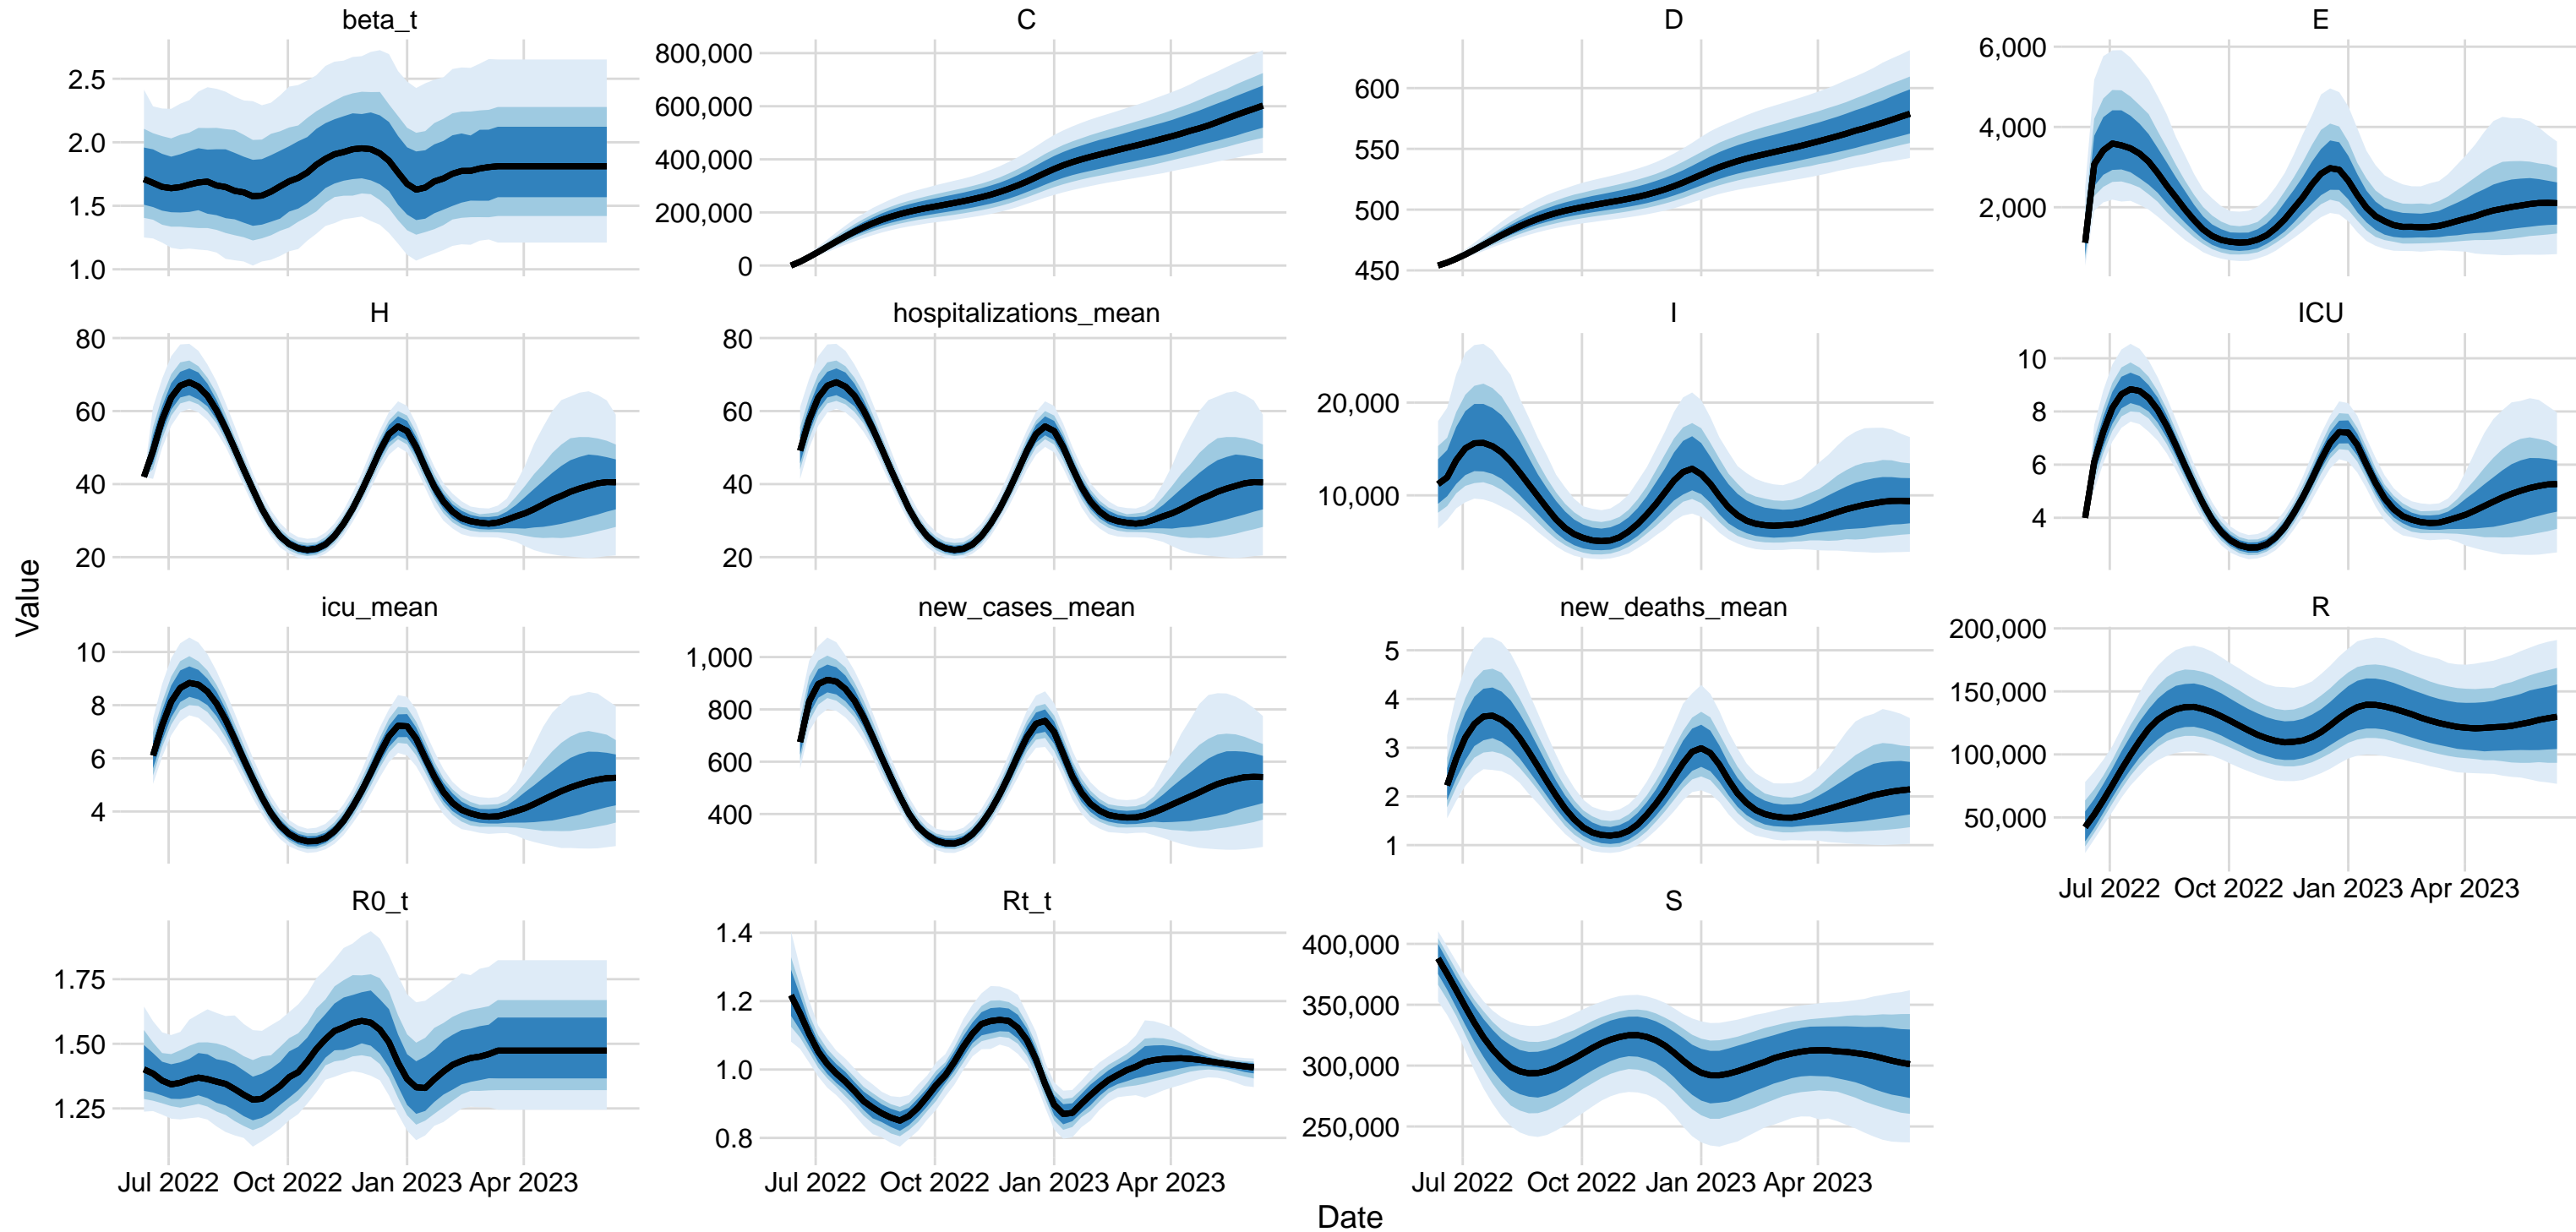 beta_t
C
D
E
2.5
2.0
1.5
1.0
800,000
600,000
400,000
200,000
0
600
550
500
450
6,000
4,000
2,000
H
hospitalizations_mean
I
ICU
80
60
40
20
80
60
40
20
20,000
10,000
10
8
6
4
Value
icu_mean
new_cases_mean
new_deaths_mean
R
10
8
6
4
1,000
800
600
400
5
4
3
2
1
200,000
150,000
100,000
50,000
Jul 2022 Oct 2022 Jan 2023 Apr 2023
R0_t
Rt_t
S
1.75
1.50
1.25
1.4
1.2
1.0
0.8
400,000
350,000
300,000
250,000
Jul 2022 Oct 2022 Jan 2023 Apr 2023
Jul 2022 Oct 2022 Jan 2023 Apr 2023
Jul 2022 Oct 2022 Jan 2023 Apr 2023
Date